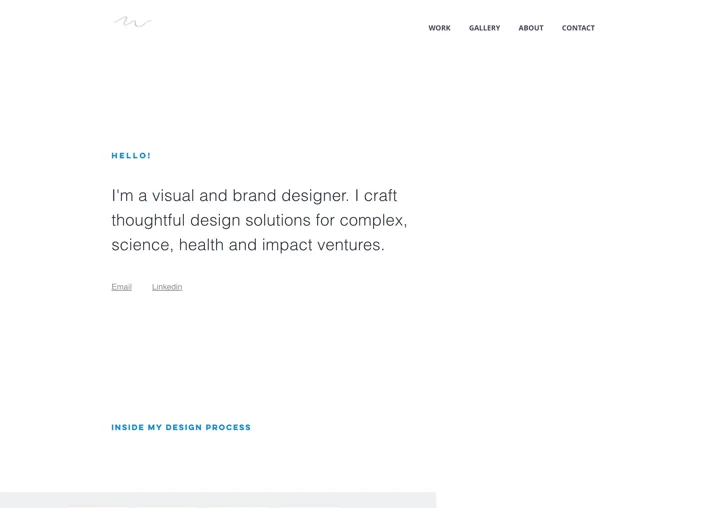 WORK GALLERY ABOUT CONTACT
HELLO!
I'm a visual and brand designer. I craft
thoughtful design solutions for complex,
science, health and impact ventures.
Email Linkedin
INSIDE MY DESIGN PROCESS